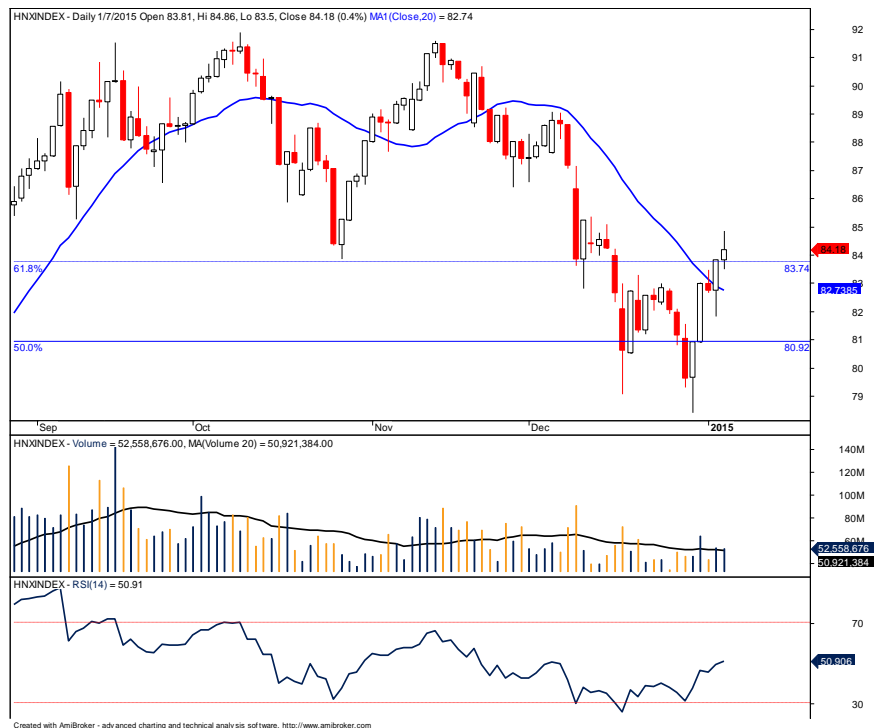 HNXINDEX - Daily 1/7/2015 Open 83.81, Hi 84.86, Lo 83.5, Close 84.18 (0.4%) MA1(Close,20) = 82.74
92
91
90
89
88
87
86
85
84.18
84
61.8%
83.74
83
82.7385
82
50.0%
80.92
81
80
79
Sep
Oct
Nov
Dec
2015
HNXINDEX - Volume = 52,558,676.00, MA(Volume 20) = 50,921,384.00
140M
120M
100M
80M
60M
52,558,676
50,921,384
HNXINDEX - RSI(14) = 50.91
70
50.906
30
Created with AmiBroker - advanced charting and technical analysis software. http://www.amibroker.com